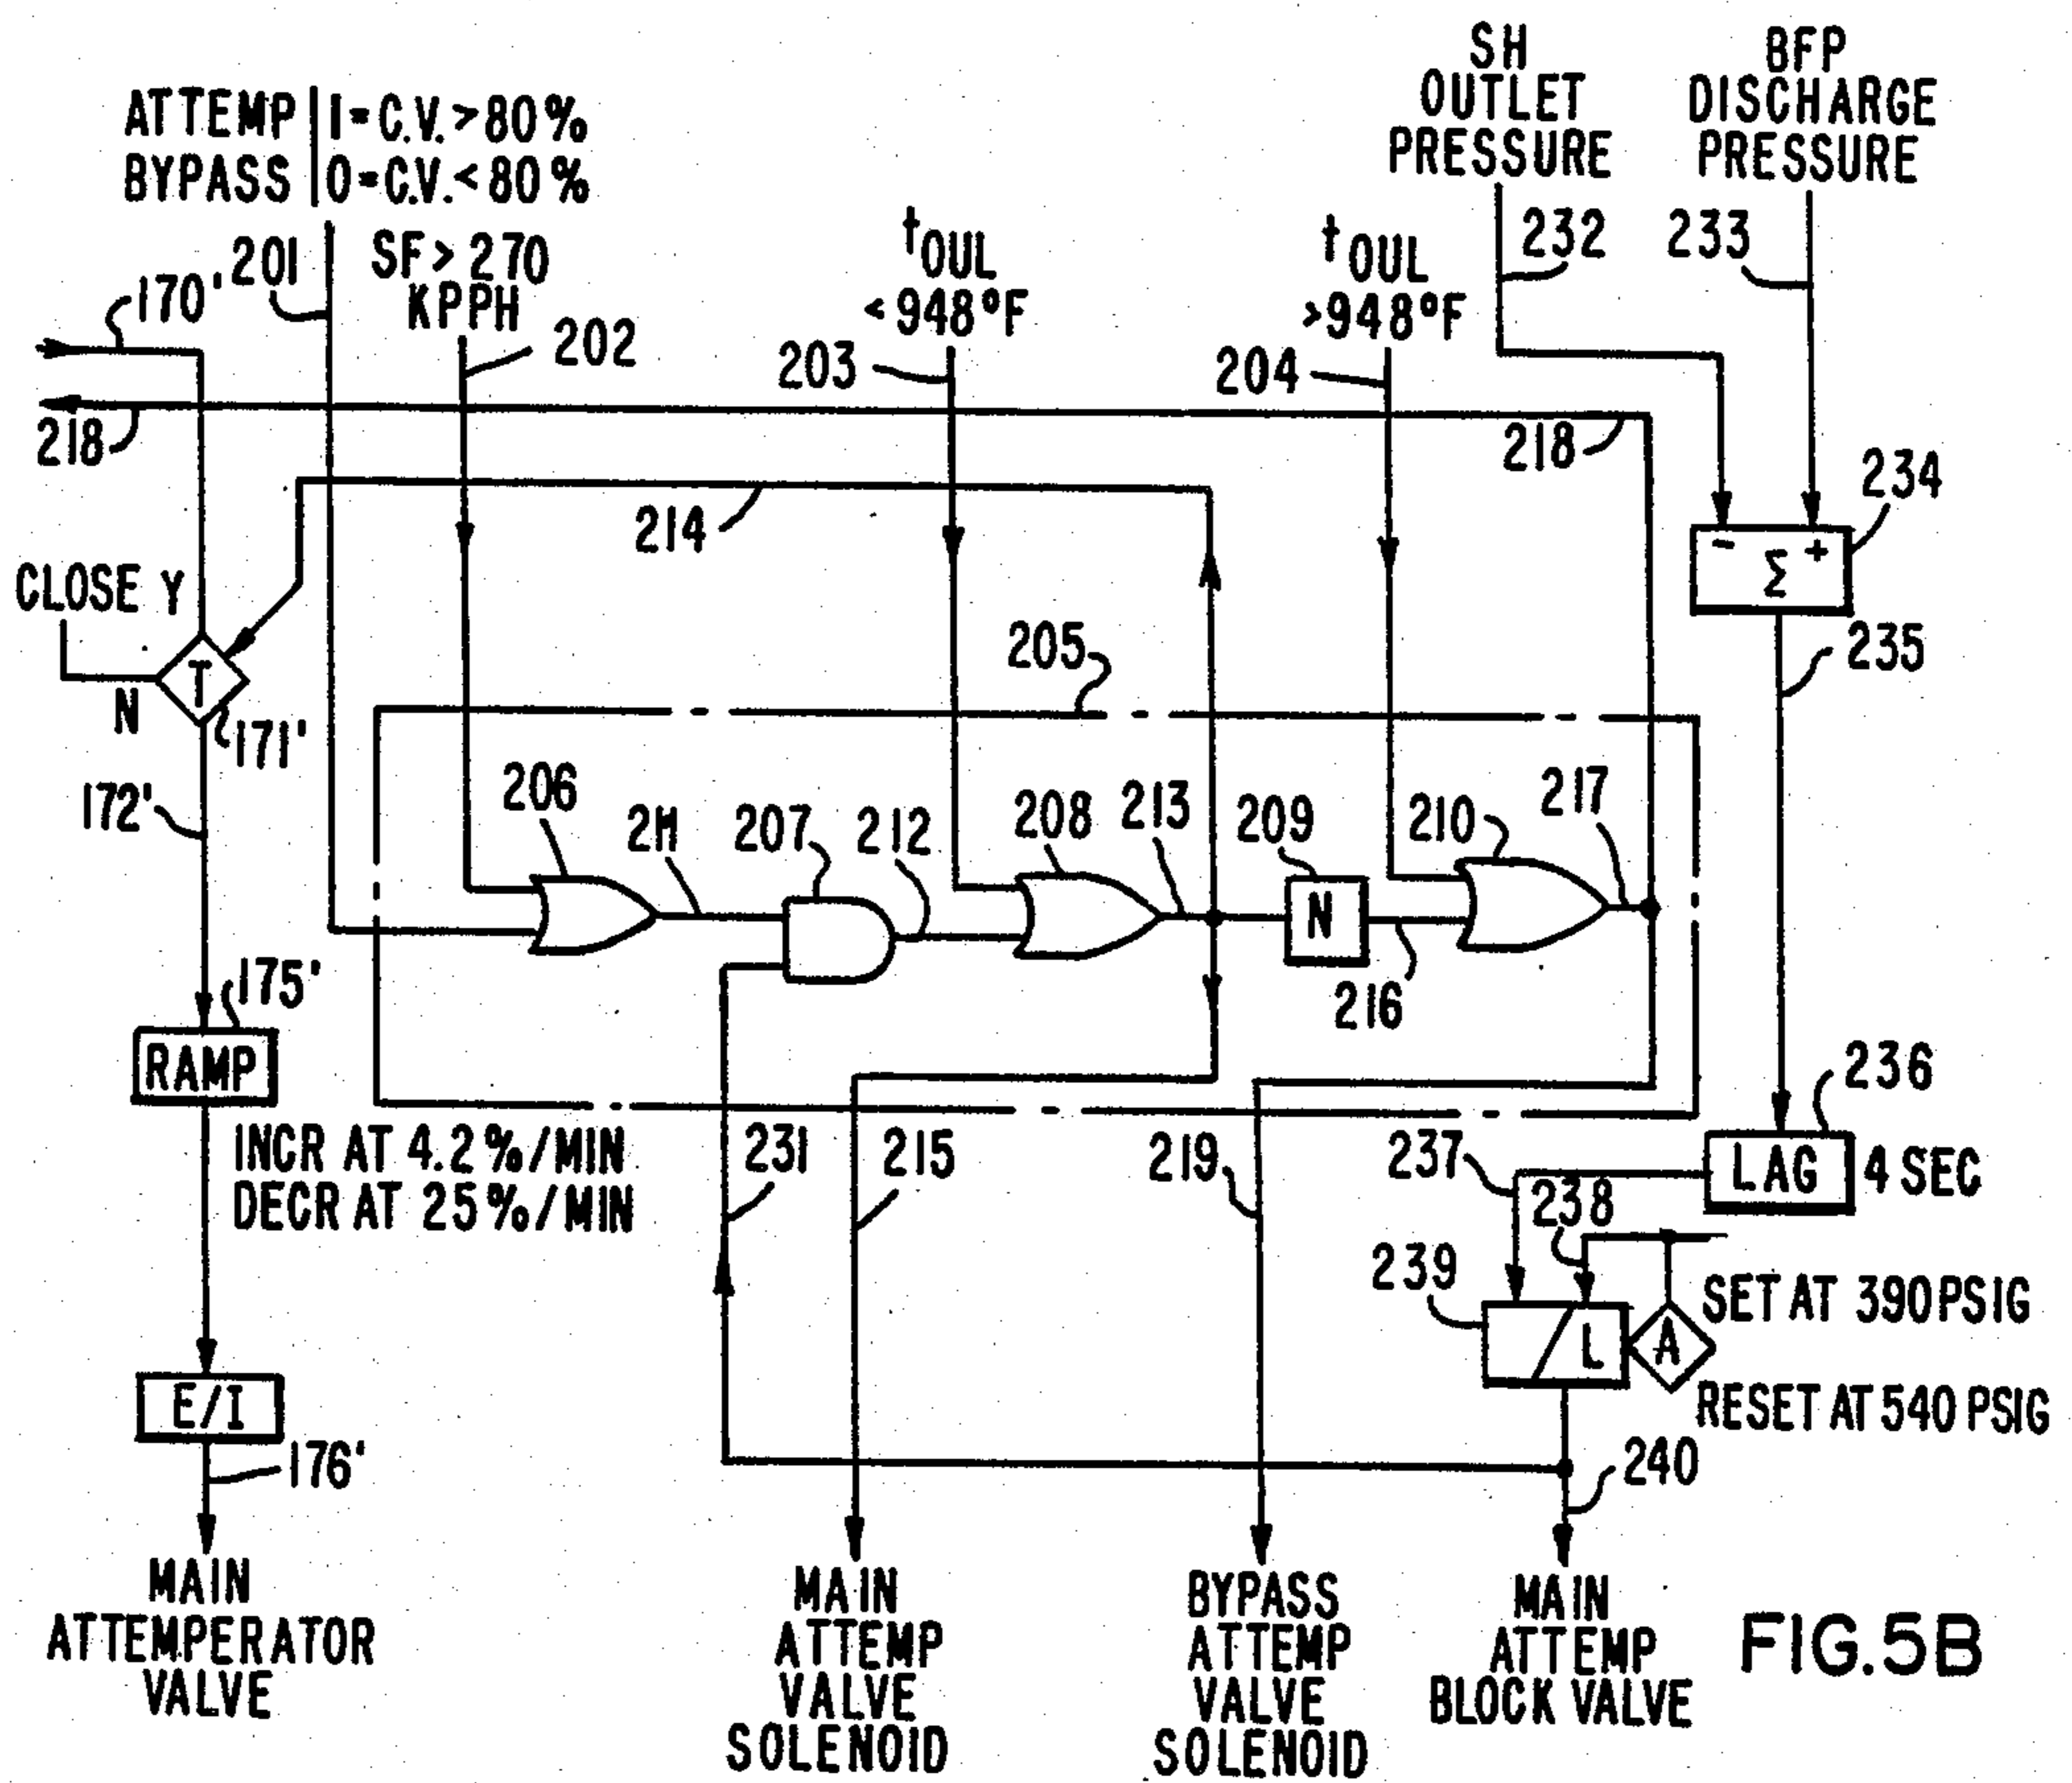 ATTEMP 1=C.V.>80%
BYPASS 0=C.V.<80%
SH
OUTLET
PRESSURE
BFP
DISCHARGE
PRESSURE
201
SF>270
KPPH
tOUL
<948°F
tOUL
>948°F
232
233
170'
202
203
204
218
218
214
234
CLOSE Y
T
N
171'
- Σ +
205
235
172'
206
211
207
212
208
213
209
N
210
217
216
175'
RAMP
INCR AT 4.2%/MIN
DECR AT 25%/MIN
231
215
219
236
LAG
4 SEC
237
238
239
/L
A
SET AT 390 PSIG
RESET AT 540 PSIG
E/I
176'
240
MAIN
ATTEMPERATOR
VALVE
MAIN
ATTEMP
VALVE
SOLENOID
BYPASS
ATTEMP
VALVE
SOLENOID
MAIN
ATTEMP
BLOCK VALVE
FIG.5B